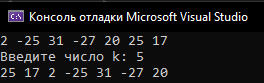 Консоль отладки Microsoft Visual Studio
2 -25 31 -27 20 25 17
Введите число k: 5
25 17 2 -25 31 -27 20